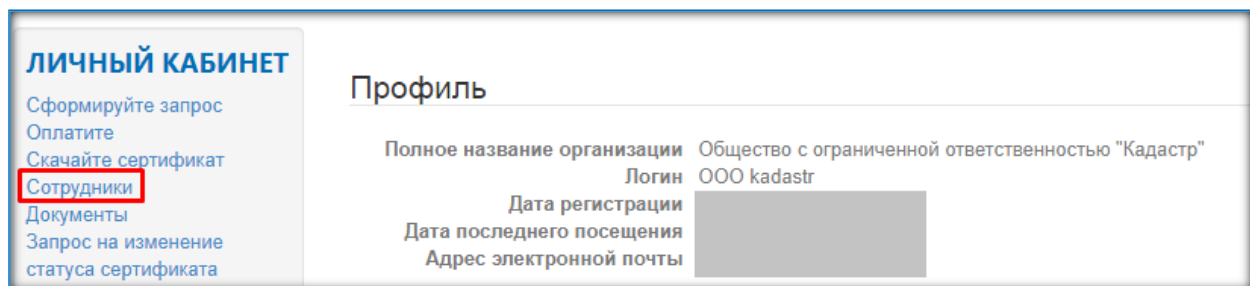 ЛИЧНЫЙ КАБИНЕТ
Сформируйте запрос
Оплатите
Скачайте сертификат
Сотрудники
Документы
Запрос на изменение
статуса сертификата
Профиль
Полное название организации Общество с ограниченной ответственностью "Кадастр"
Логин ООО kadastr
Дата регистрации
Дата последнего посещения
Адрес электронной почты